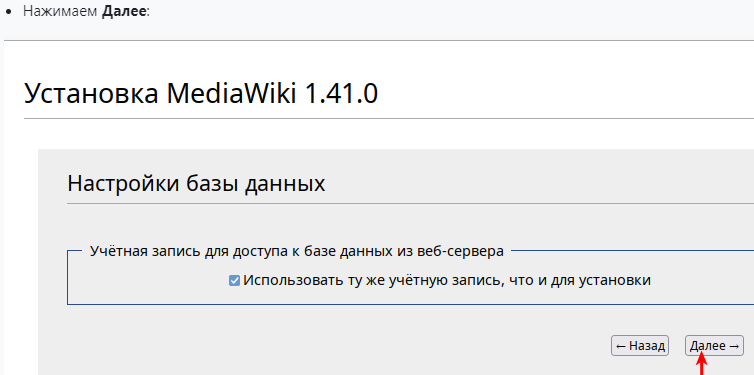 Нажимаем Далее:
Установка MediaWiki 1.41.0
Настройки базы данных
Учётная запись для доступа к базе данных из веб-сервера
Использовать ту же учётную запись, что и для установки
← Назад Далее →